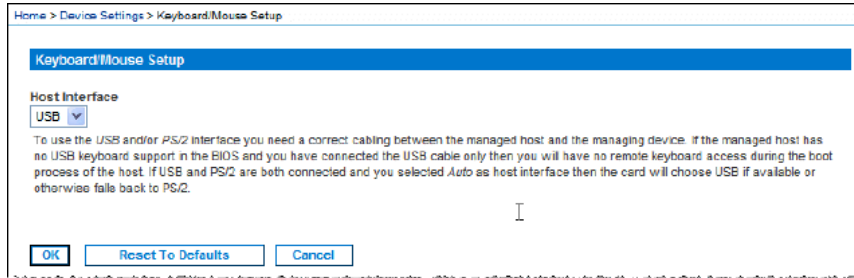 Home > Device Settings > Keyboard/Mouse Setup
Keyboard/Mouse Setup
Host Interface
USB
To use the USB and/or PS/2 interface you need a correct cabling between the managed host and the managing device. If the managed host has
no USB keyboard support in the BIOS and you have connected the USB cable only then you will have no remote keyboard access during the boot
process of the host. If USB and PS/2 are both connected and you selected Auto as host interface then the card will choose USB if available or
otherwise falls back to PS/2.
OK Reset To Defaults Cancel